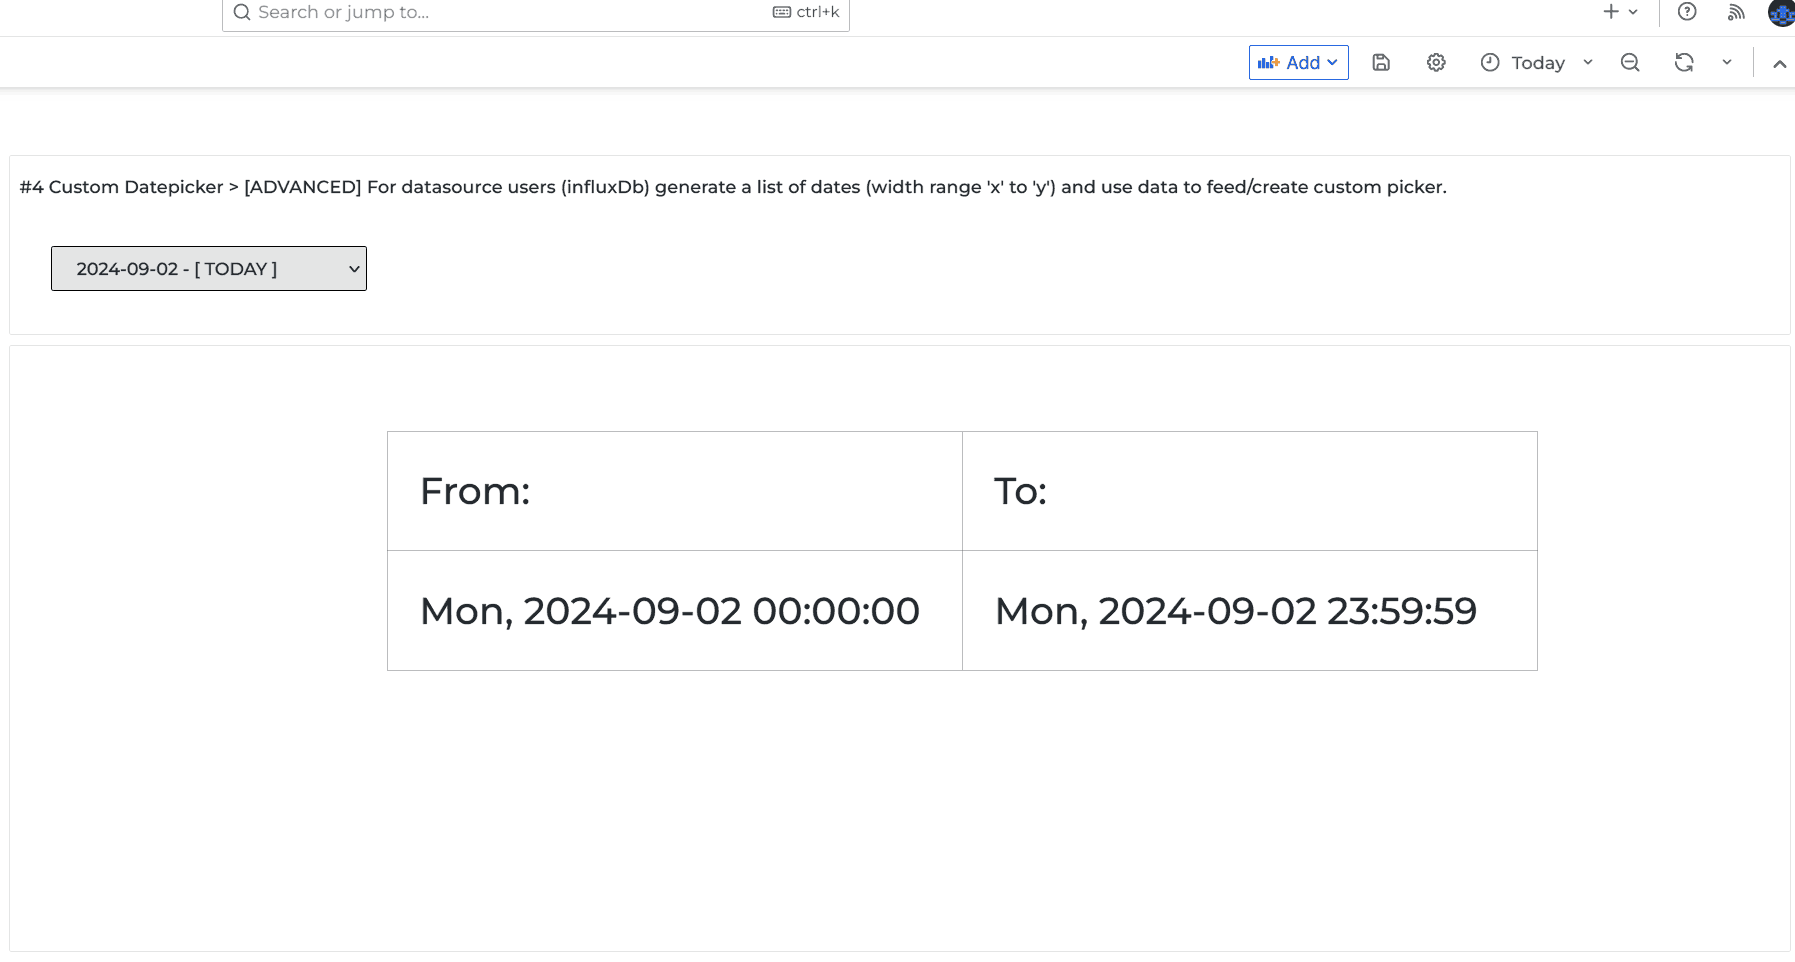 Search or jump to...
ctrl+k
Add
Today
#4 Custom Datepicker > [ADVANCED] For datasource users (influxDb) generate a list of dates (width range 'x' to 'y') and use data to feed/create custom picker.
2024-09-02 - [ TODAY ]
From:
To:
Mon, 2024-09-02 00:00:00
Mon, 2024-09-02 23:59:59